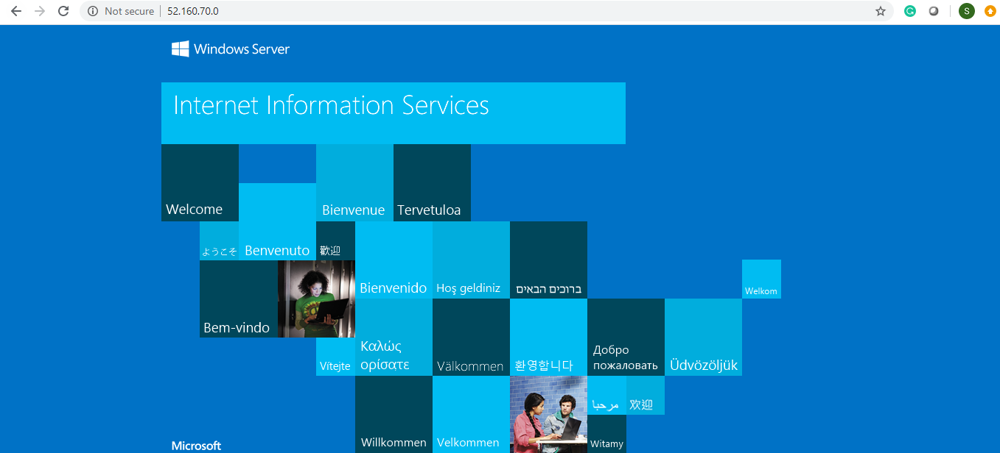 Not secure
52.160.70.0
S
Windows Server
Internet Information Services
Welcome
Bienvenue
Tervetuloa
ようこそ
Benvenuto
歡迎
Bienvenido
Hoş geldiniz
ברוכים הבאים
Welkom
Bem-vindo
Vítejte
Καλώς
ορίσατε
Välkommen
환영합니다
Добро
пожаловать
Üdvözöljük
مرحبا
欢迎
Willkommen
Velkommen
Witamy
Microsoft